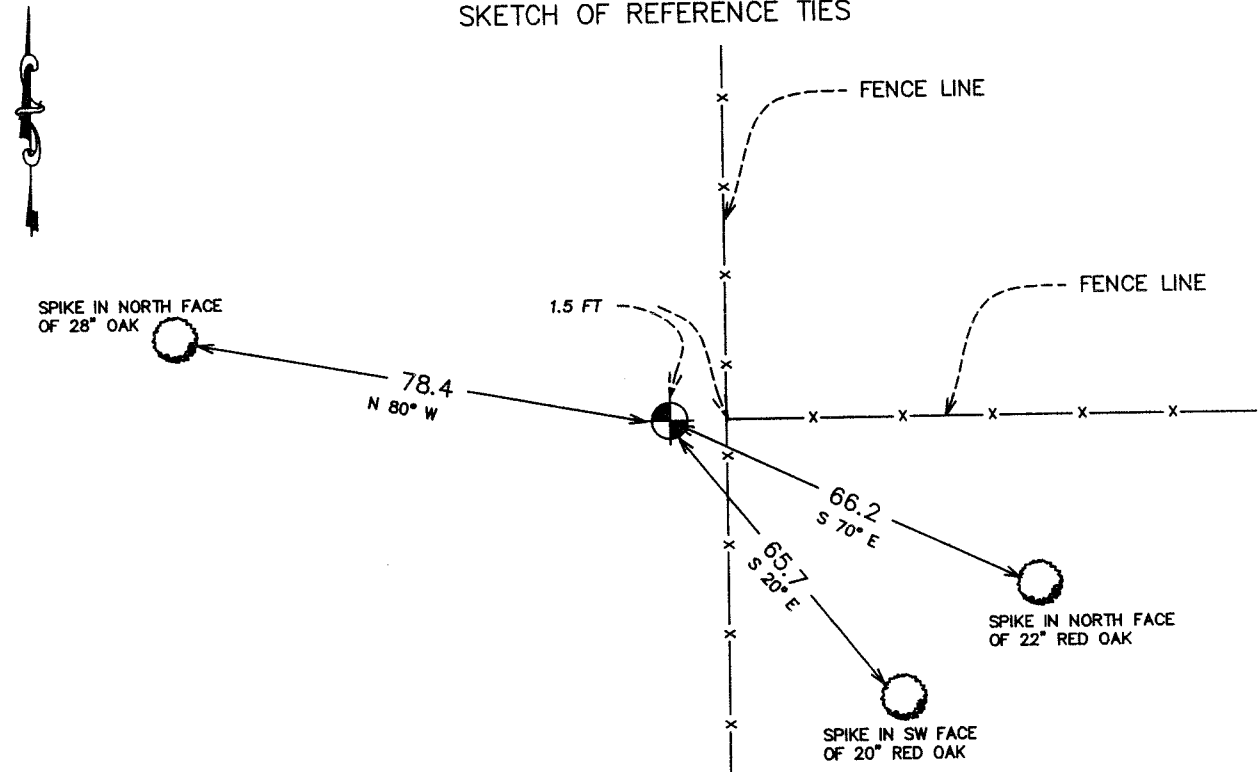 SKETCH OF REFERENCE TIES
FENCE LINE
SPIKE IN NORTH FACE
OF 28" OAK
1.5 FT
FENCE LINE
78.4
N 80° W
66.2
S 70° E
65.7
S 20° E
SPIKE IN NORTH FACE
OF 22" RED OAK
SPIKE IN SW FACE
OF 20" RED OAK